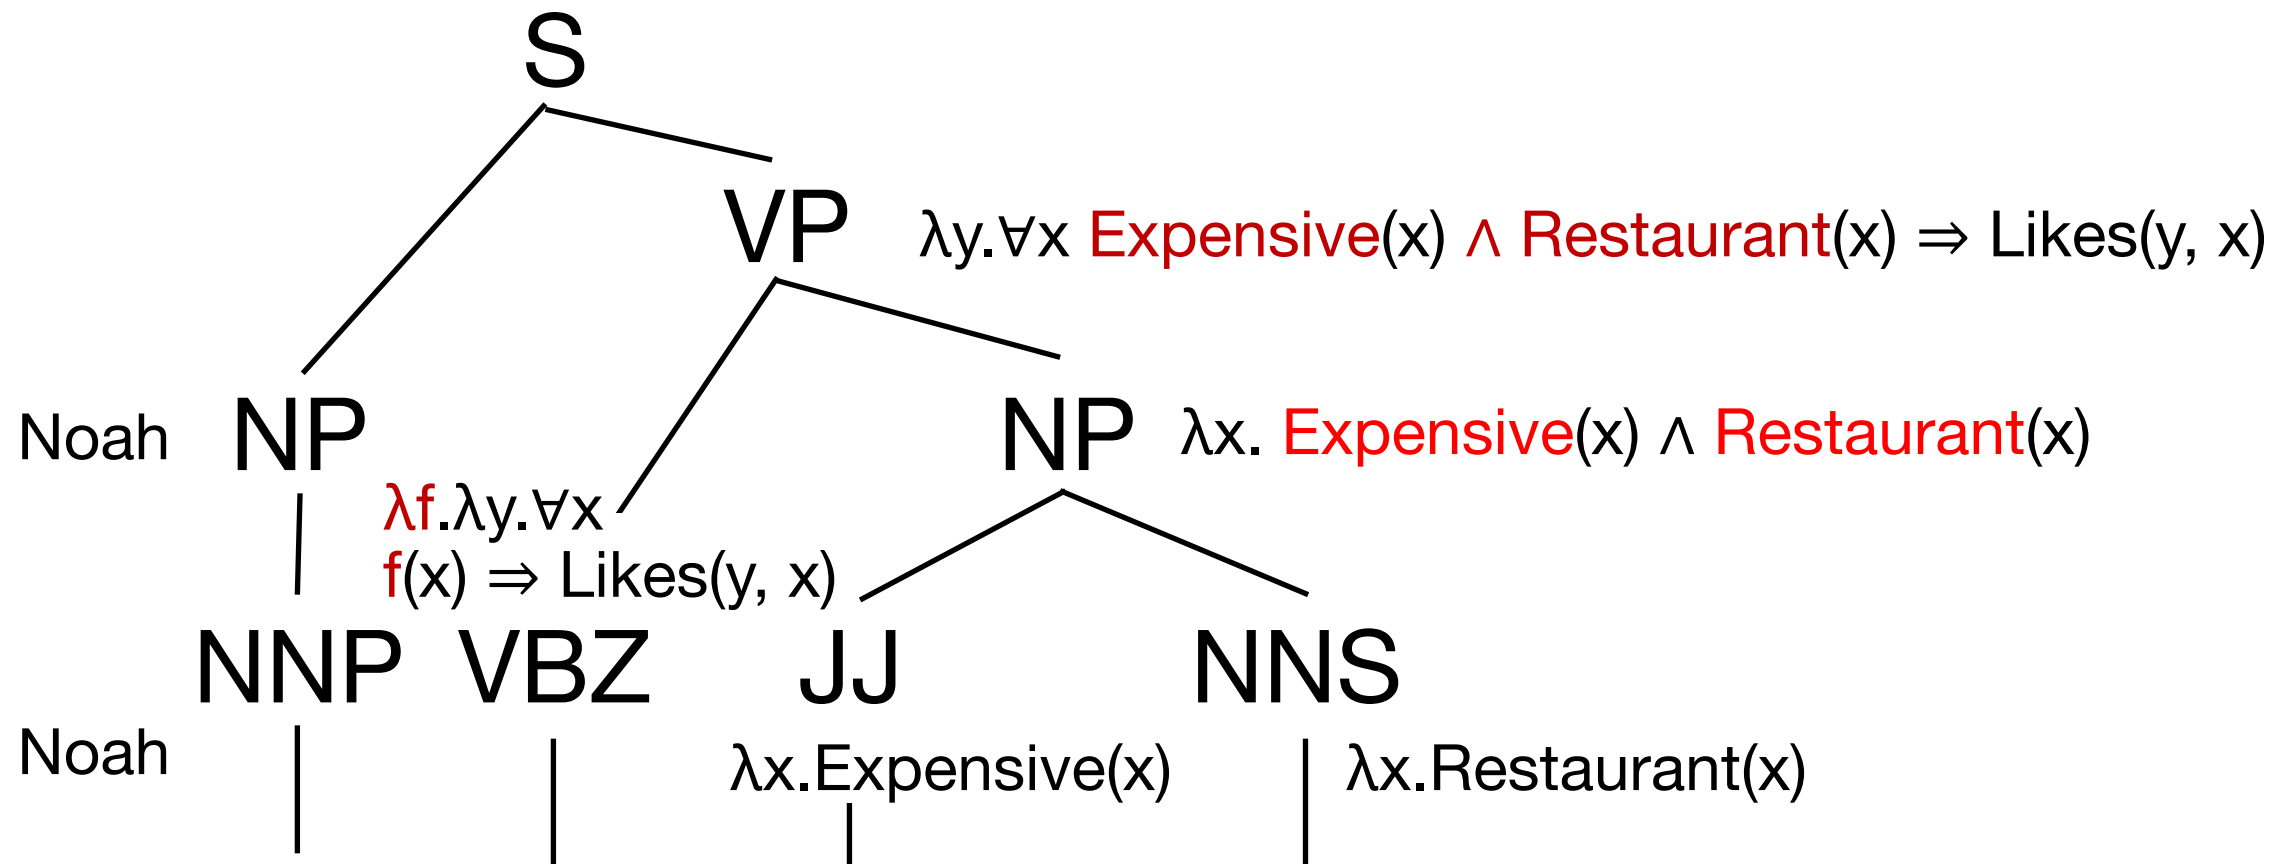 S
VP λy.∀x Expensive(x) ∧ Restaurant(x) ⇒ Likes(y, x)
Noah NP
NP λx. Expensive(x) ∧ Restaurant(x)
λf.λy.∀x
f(x) ⇒ Likes(y, x)
NNP VBZ JJ NNS
Noah
λx.Expensive(x)
λx.Restaurant(x)